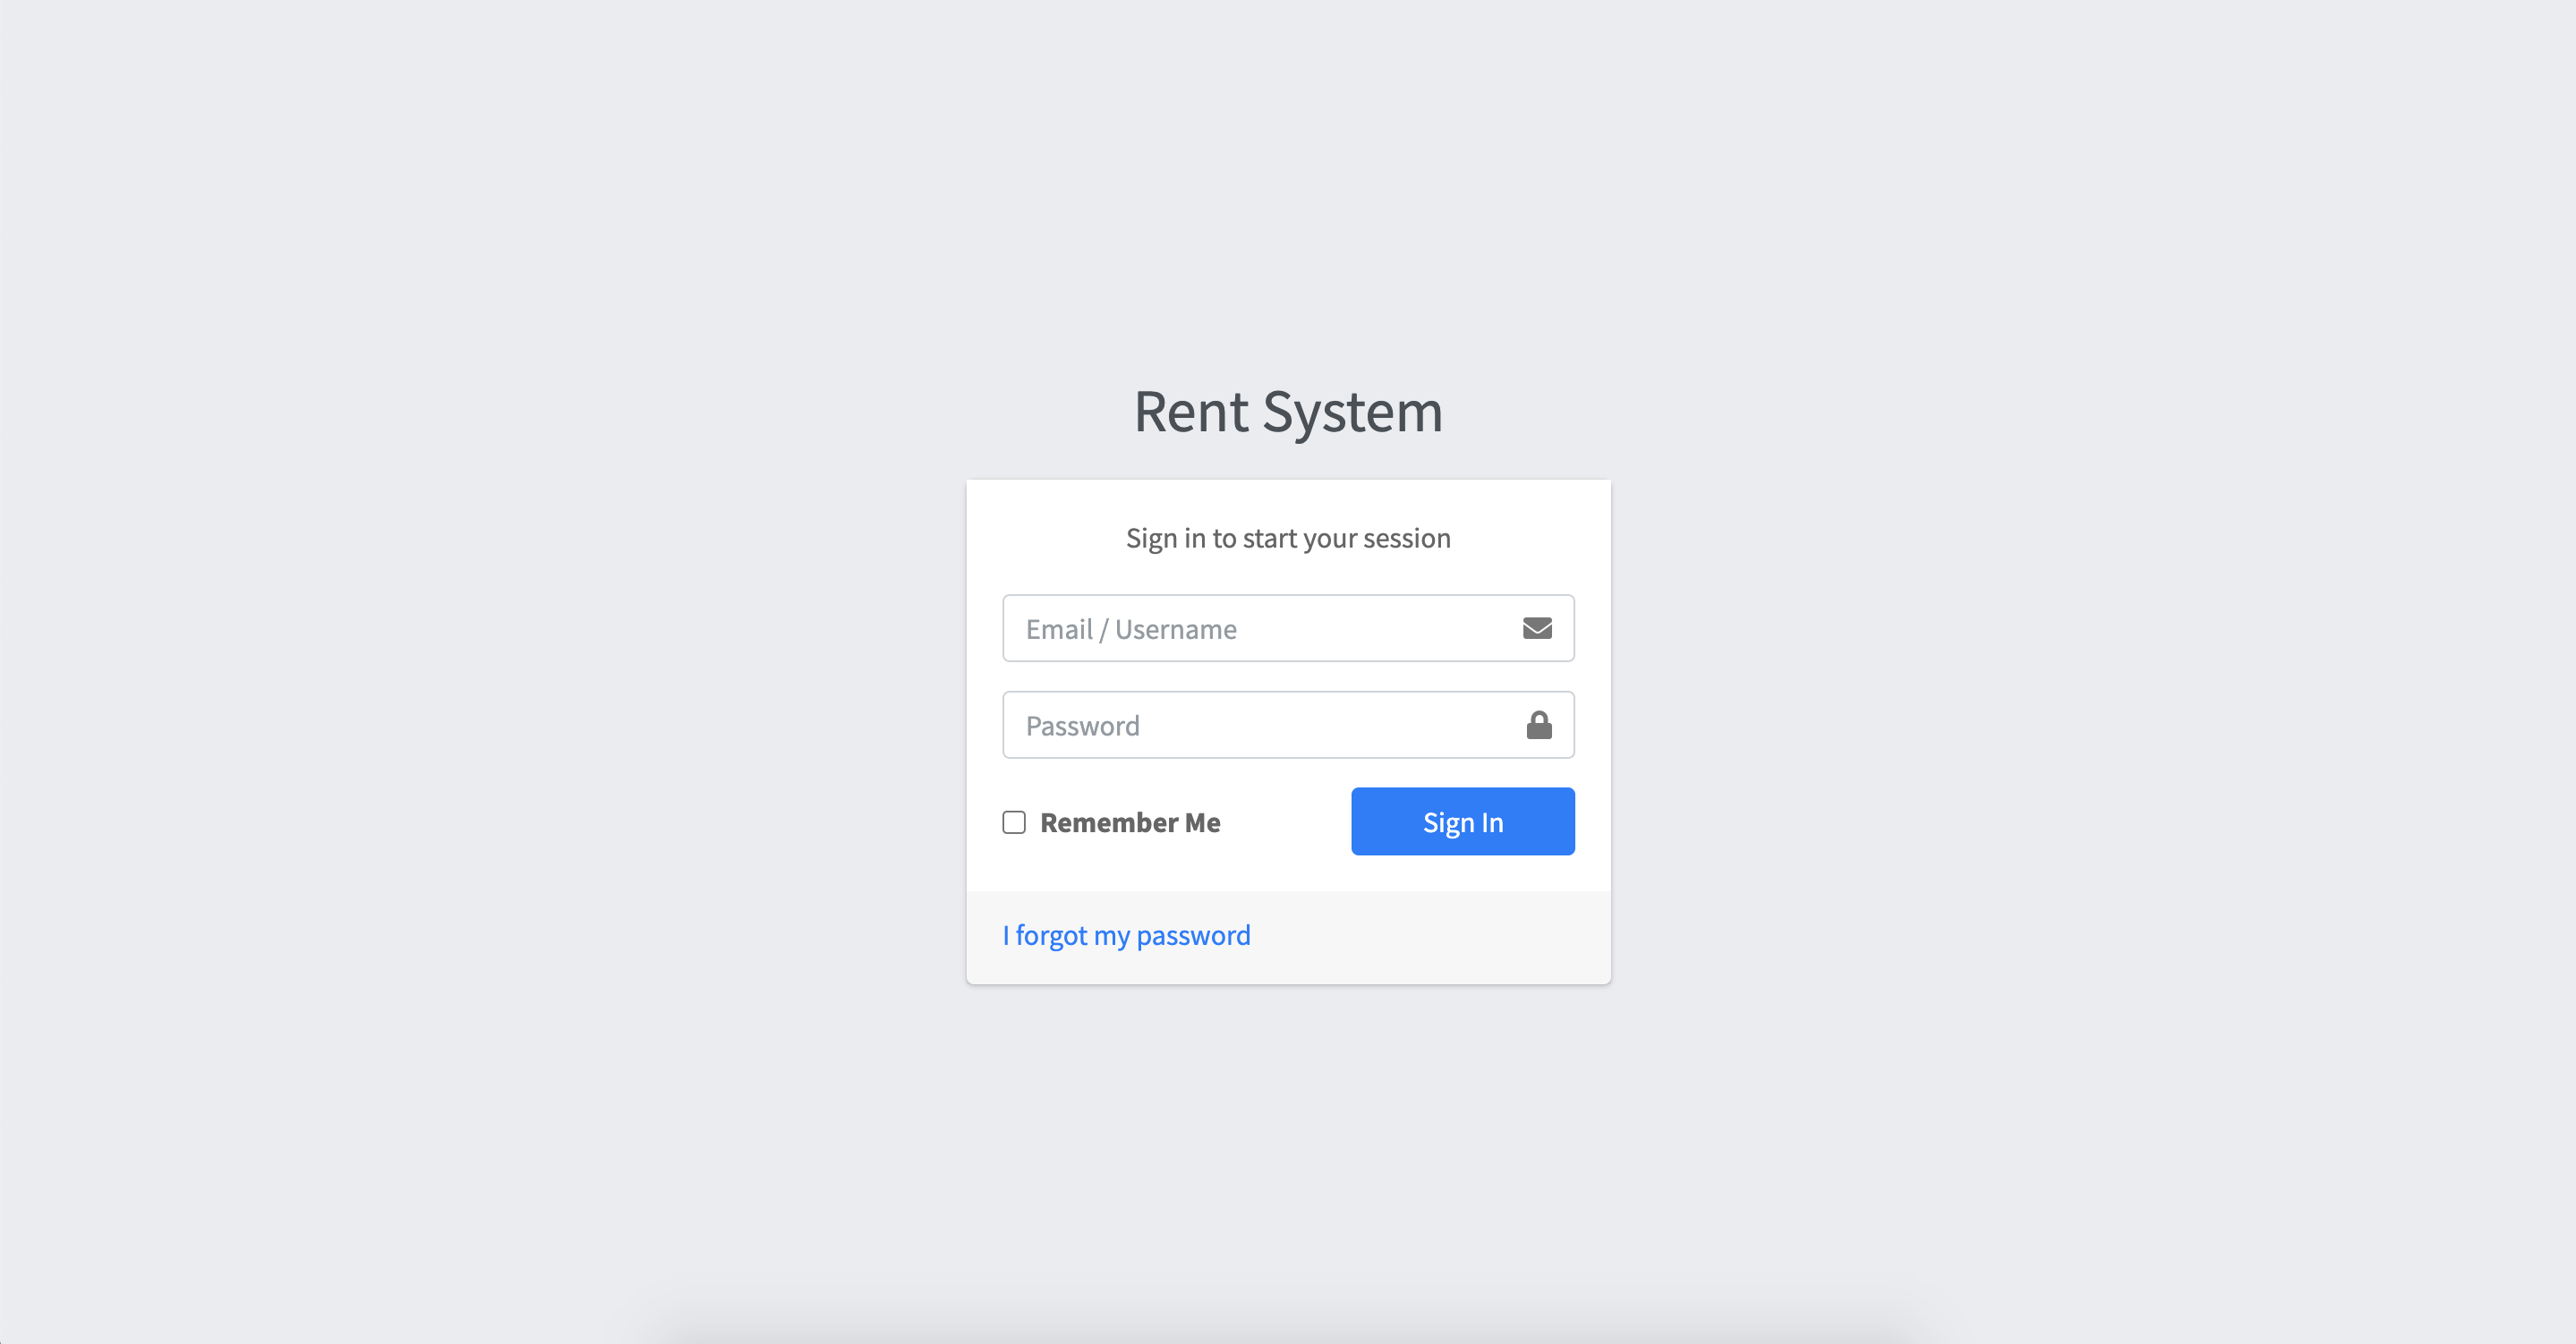 Rent System
Sign in to start your session
Email / Username
Password
Remember Me
Sign In
I forgot my password